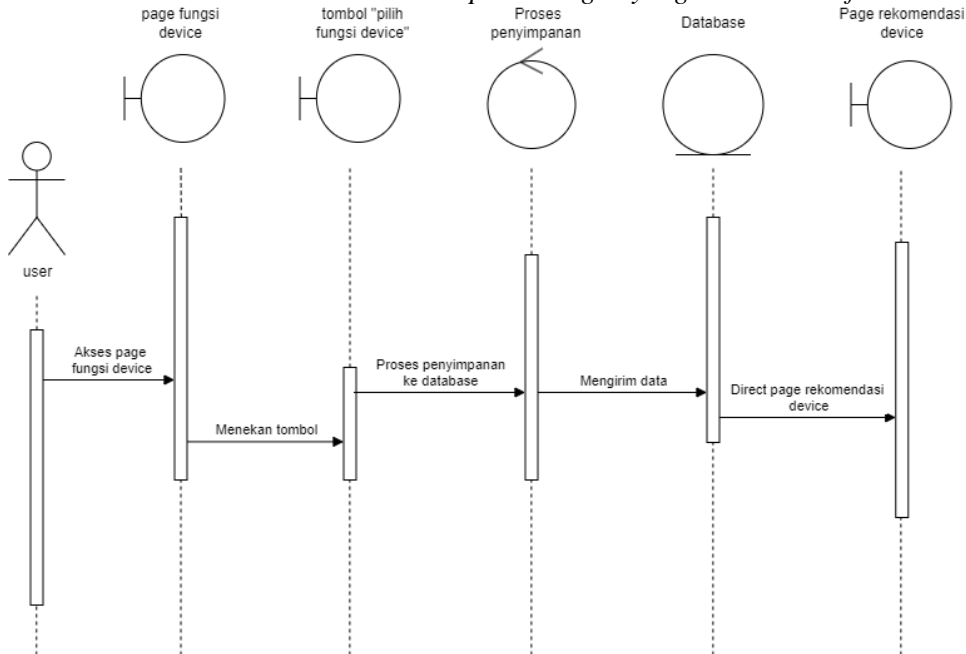 page fungsi
device
tombol "pilih
fungsi device"
Proses
penyimpanan
Database
Page rekomendasi
device
user
Akses page
fungsi device
Menekan tombol
Proses penyimpanan
ke database
Mengirim data
Direct page rekomendasi
device